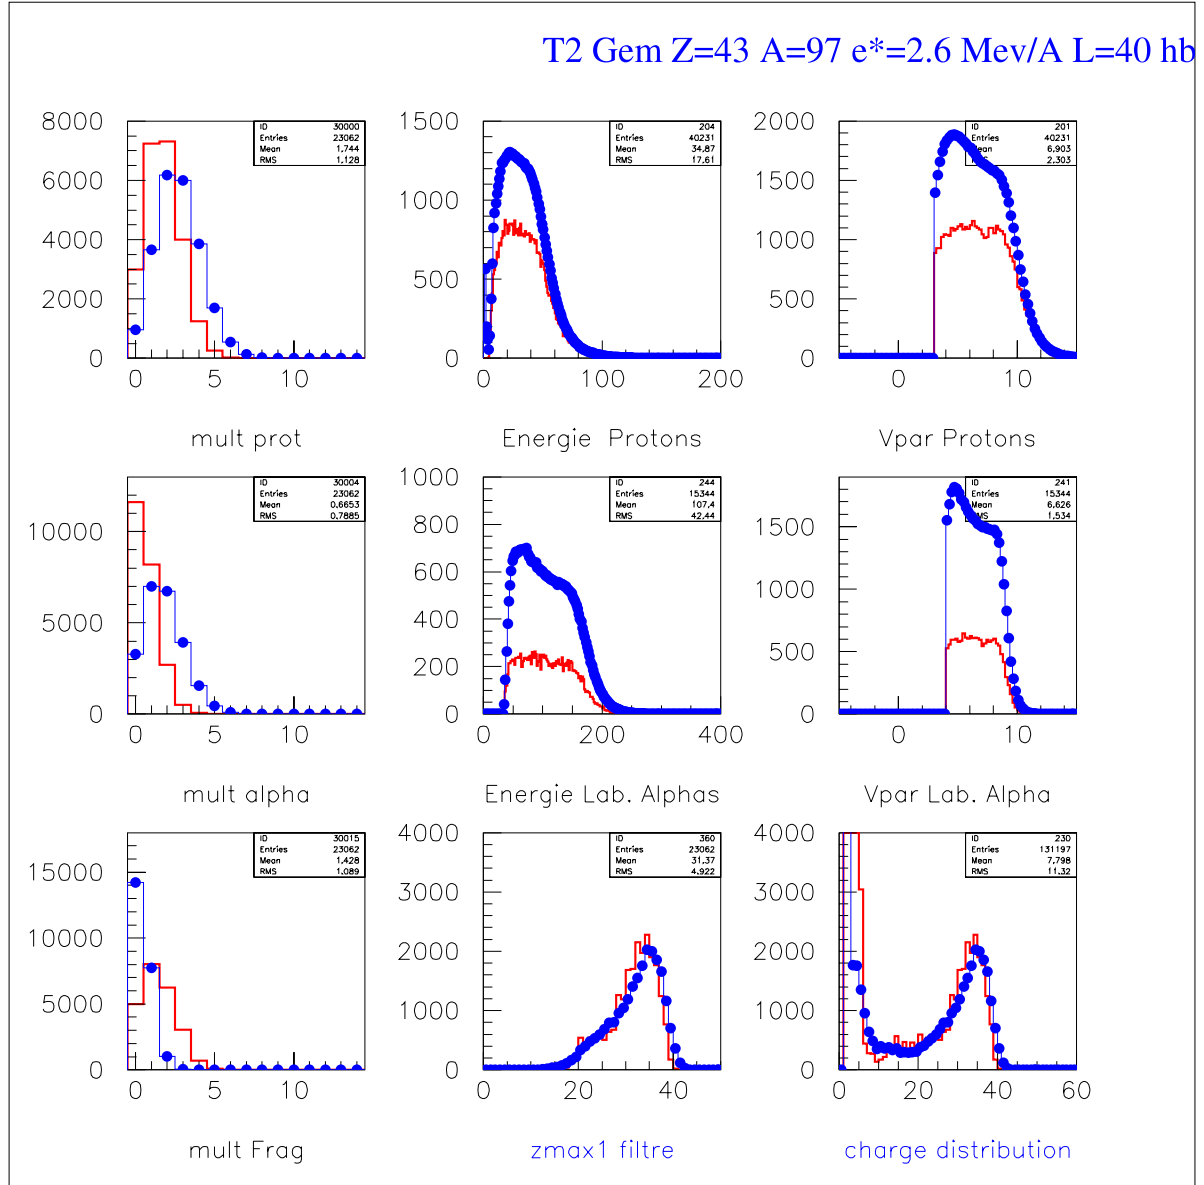 T2 Gem Z=43 A=97 e*=2.6 Mev/A L=40 hb
8000
6000
4000
2000
0
0 5 10
ID 30000
Entries 23062
Mean 1.744
RMS 1.128
mult prot
1500
1000
500
0
0 100 200
ID 204
Entries 40231
Mean 34.87
RMS 17.61
Energie Protons
2000
1500
1000
500
0
0 10
ID 201
Entries 40231
Mean 6.903
2.303
Vpar Protons
10000
5000
0
0 5 10
ID 30004
Entries 23062
Mean 0.6653
RMS 0.7885
mult alpha
1000
800
600
400
200
0
0 200 400
ID 244
Entries 15344
Mean 107.4
RMS 42.44
Energie Lab. Alphas
1500
1000
500
0
0 10
ID 241
Entries 15344
Mean 6.626
RMS 1.534
Vpar Lab. Alpha
15000
10000
5000
0
0 5 10
ID 30015
Entries 23062
Mean 1.428
RMS 1.089
mult Frag
4000
3000
2000
1000
0
0 20 40
ID 360
Entries 23062
Mean 31.37
RMS 4.922
zmax1 filtre
4000
3000
2000
1000
0
0 20 40 60
ID 230
Entries 131197
Mean 7.798
RMS 11.32
charge distribution